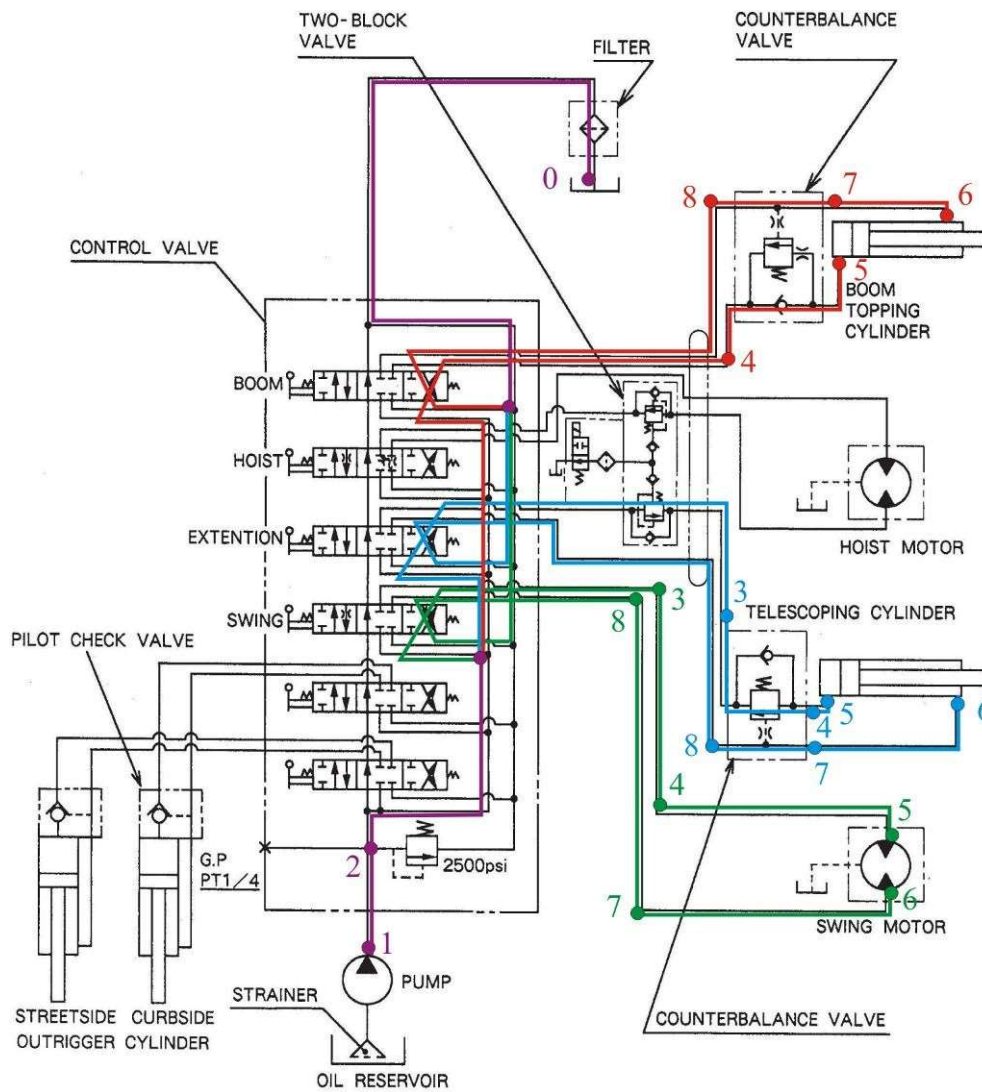 TWO-BLOCK
VALVE
FILTER
COUNTERBALANCE
VALVE
0
8
7
6
CONTROL VALVE
5
BOOM
TOPPING
CYLINDER
4
BOOM
HOIST
EXTENTION
HOIST MOTOR
3
3
TELESCOPING CYLINDER
8
SWING
PILOT CHECK VALVE
5
6
4
8
7
4
5
G.P
PT1/4
2
2500psi
6
7
SWING MOTOR
1
PUMP
STRAINER
STREETSIDE
CURBSIDE
OUTRIGGER CYLINDER
COUNTERBALANCE VALVE
OIL RESERVOIR